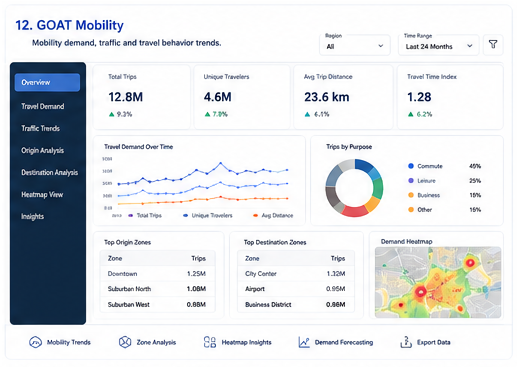 12. GOAT Mobility
Mobility demand, traffic and travel behavior trends.
Region
All
Time Range
Last 24 Months
Overview
Travel Demand
Traffic Trends
Origin Analysis
Destination Analysis
Heatmap View
Insights
Total Trips
12.8M
▲ 9.3%
Unique Travelers
4.6M
▲ 7.8%
Avg Trip Distance
23.6 km
▲ 6.1%
Travel Time Index
1.28
▲ 6.2%
Travel Demand Over Time
Total Trips
Unique Travelers
Avg Distance
Trips by Purpose
Commute 45%
Leisure 25%
Business 15%
Other 15%
Top Origin Zones
Zone Trips
Downtown 1.25M
Suburban North 1.08M
Suburban West 0.88M
Top Destination Zones
Zone Trips
City Center 1.32M
Airport 0.95M
Business District 0.86M
Demand Heatmap
Mobility Trends
Zone Analysis
Heatmap Insights
Demand Forecasting
Export Data